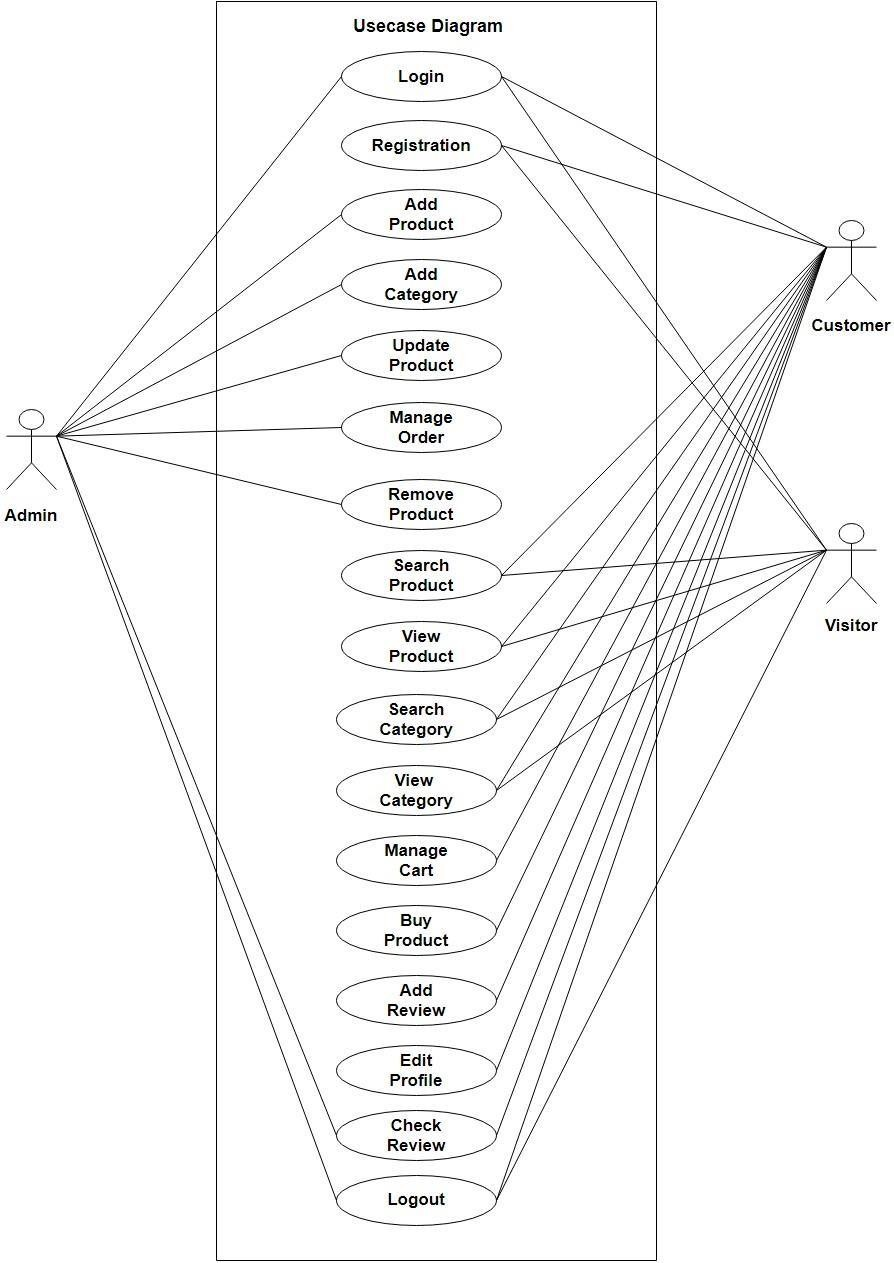 Usecase Diagram
Login
Registration
Add
Product
Add
Category
Update
Product
Manage
Order
Remove
Product
Search
Product
View
Product
Search
Category
View
Category
Manage
Cart
Buy
Product
Add
Review
Edit
Profile
Check
Review
Logout
Admin
Customer
Visitor